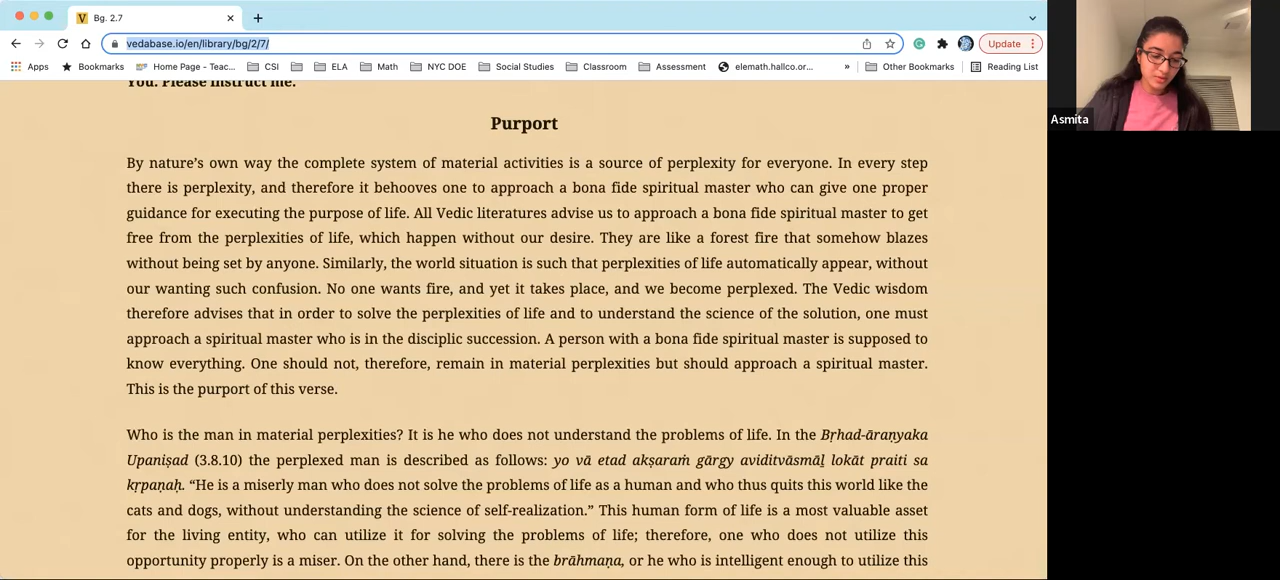 Bg. 2.7
vedabase.io/en/library/bg/2/7/
Update
Apps Bookmarks Home Page - Teac... CSI ELA Math NYC DOE Social Studies Classroom Assessment elemath.hallco.or... » Other Bookmarks Reading List
You. Please instruct me.
Asmita
Purport
By nature’s own way the complete system of material activities is a source of perplexity for everyone. In every step
there is perplexity, and therefore it behooves one to approach a bona fide spiritual master who can give one proper
guidance for executing the purpose of life. All Vedic literatures advise us to approach a bona fide spiritual master to get
free from the perplexities of life, which happen without our desire. They are like a forest fire that somehow blazes
without being set by anyone. Similarly, the world situation is such that perplexities of life automatically appear, without
our wanting such confusion. No one wants fire, and yet it takes place, and we become perplexed. The Vedic wisdom
therefore advises that in order to solve the perplexities of life and to understand the science of the solution, one must
approach a spiritual master who is in the disciplic succession. A person with a bona fide spiritual master is supposed to
know everything. One should not, therefore, remain in material perplexities but should approach a spiritual master.
This is the purport of this verse.
Who is the man in material perplexities? It is he who does not understand the problems of life. In the Bṛhad-āraṇyaka
Upaniṣad (3.8.10) the perplexed man is described as follows: yo vā etad akṣaraṁ gārgy aviditvāsmāḻ lokāt praiti sa
kṛpaṇaḥ. “He is a miserly man who does not solve the problems of life as a human and who thus quits this world like the
cats and dogs, without understanding the science of self-realization.” This human form of life is a most valuable asset
for the living entity, who can utilize it for solving the problems of life; therefore, one who does not utilize this
opportunity properly is a miser. On the other hand, there is the brāhmaṇa, or he who is intelligent enough to utilize this